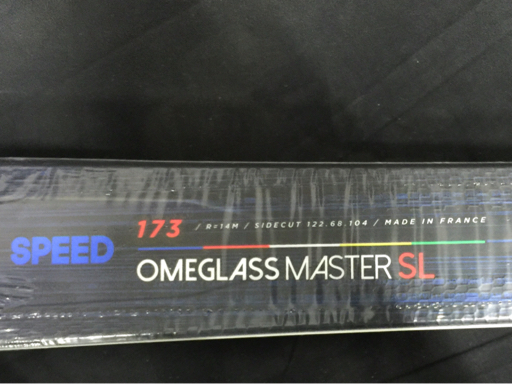 SPEED
173 / R=14M / SIDECUT 122.68.104 / MADE IN FRANCE
OMEGLASS MASTER SL